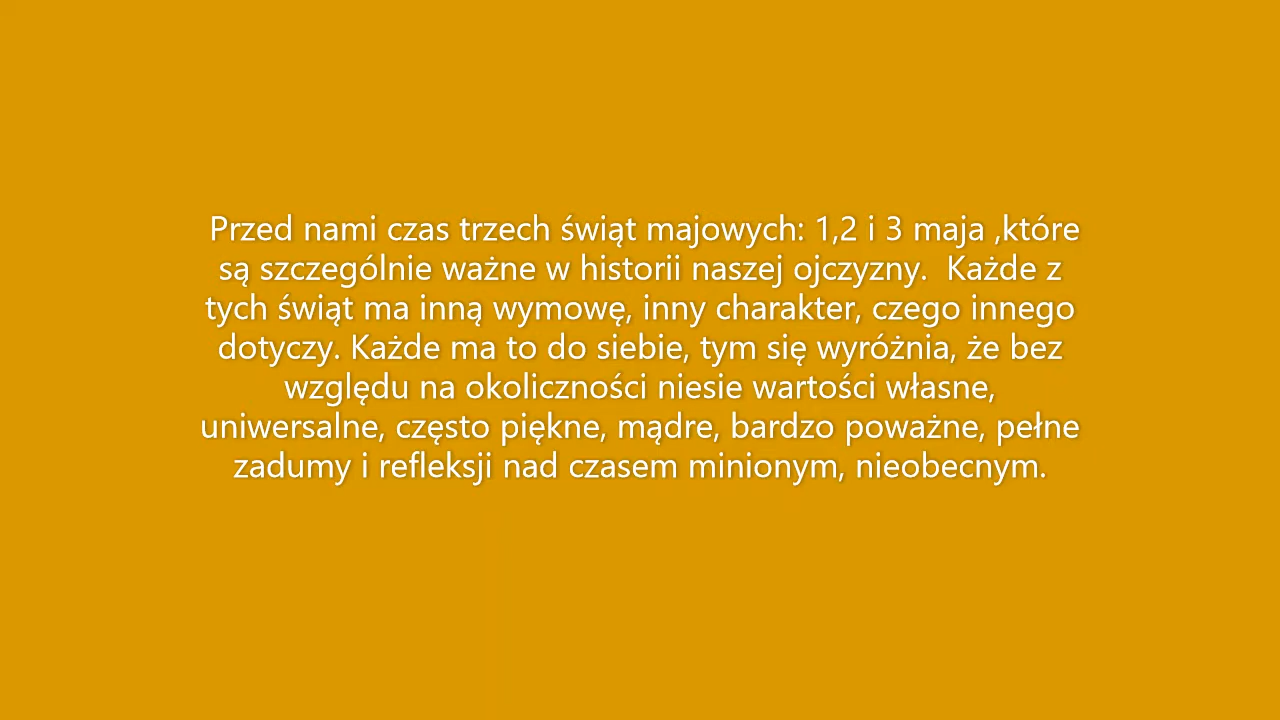 Przed nami czas trzech świąt majowych: 1,2 i 3 maja ,które
są szczególnie ważne w historii naszej ojczyzny.  Każde z
tych świąt ma inną wymowę, inny charakter, czego innego
dotyczy. Każde ma to do siebie, tym się wyróżnia, że bez
względu na okoliczności niesie wartości własne,
uniwersalne, często piękne, mądre, bardzo poważne, pełne
zadumy i refleksji nad czasem minionym, nieobecnym.